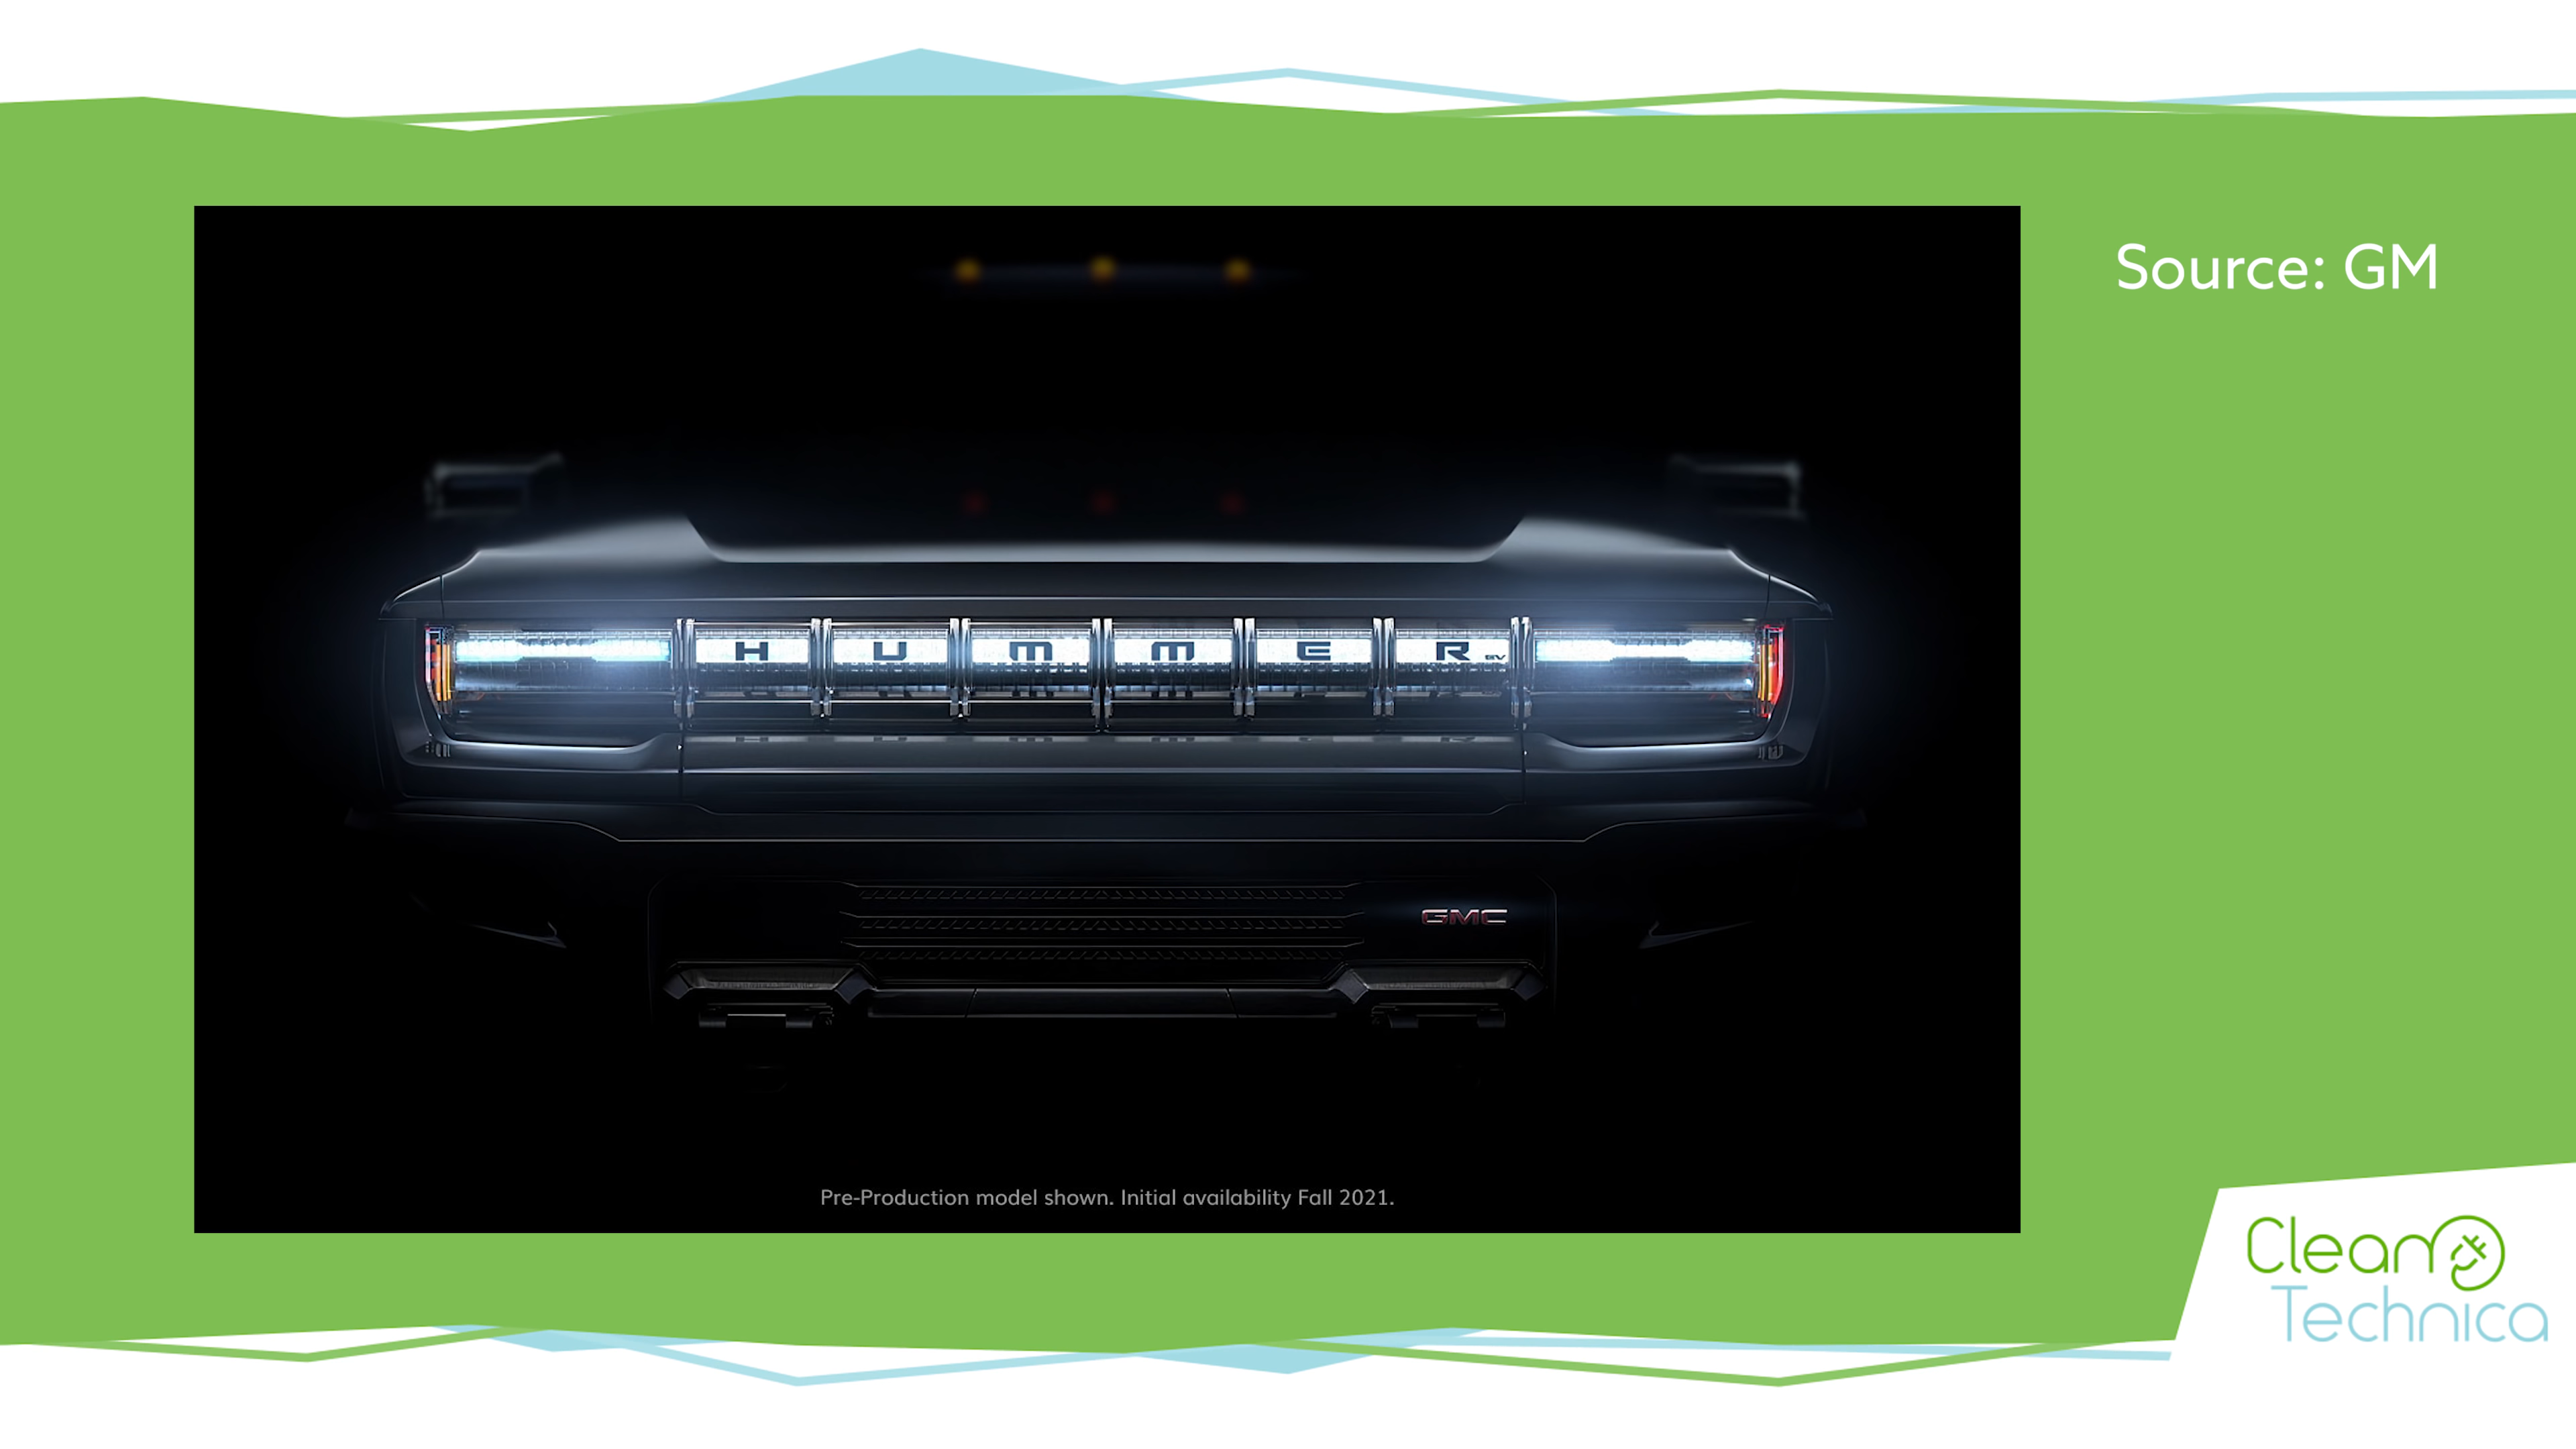 Source: GM
HUMMER EV
GMC
Pre-Production model shown. Initial availability Fall 2021.
Clean
Technica